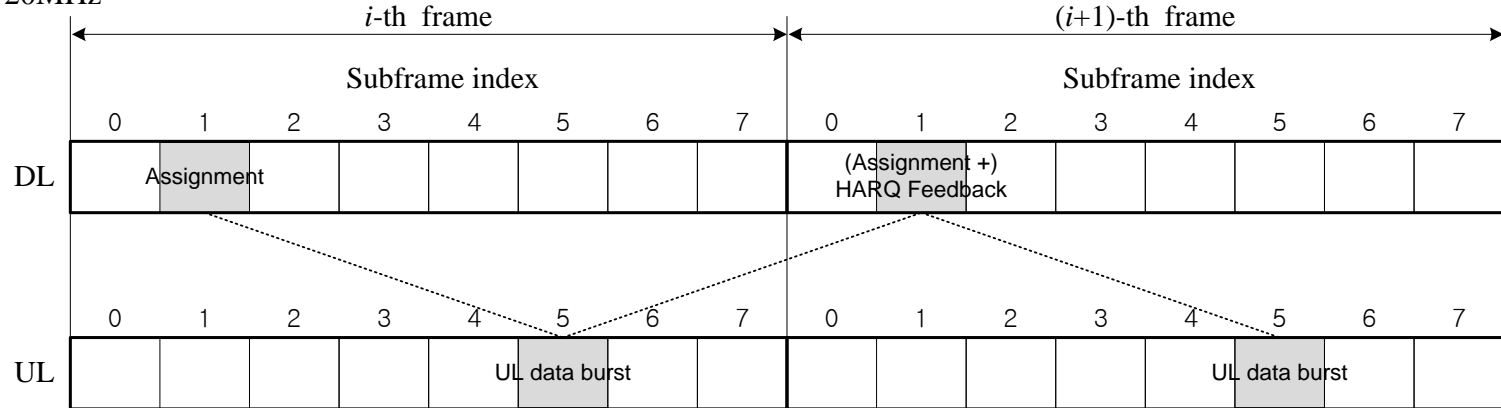 i-th frame (i+1)-th frame
Subframe index Subframe index
0 1 2 3 4 5 6 7 0 1 2 3 4 5 6 7
DL Assignment (Assignment +)
HARQ Feedback
0 1 2 3 4 5 6 7 0 1 2 3 4 5 6 7
UL UL data burst UL data burst